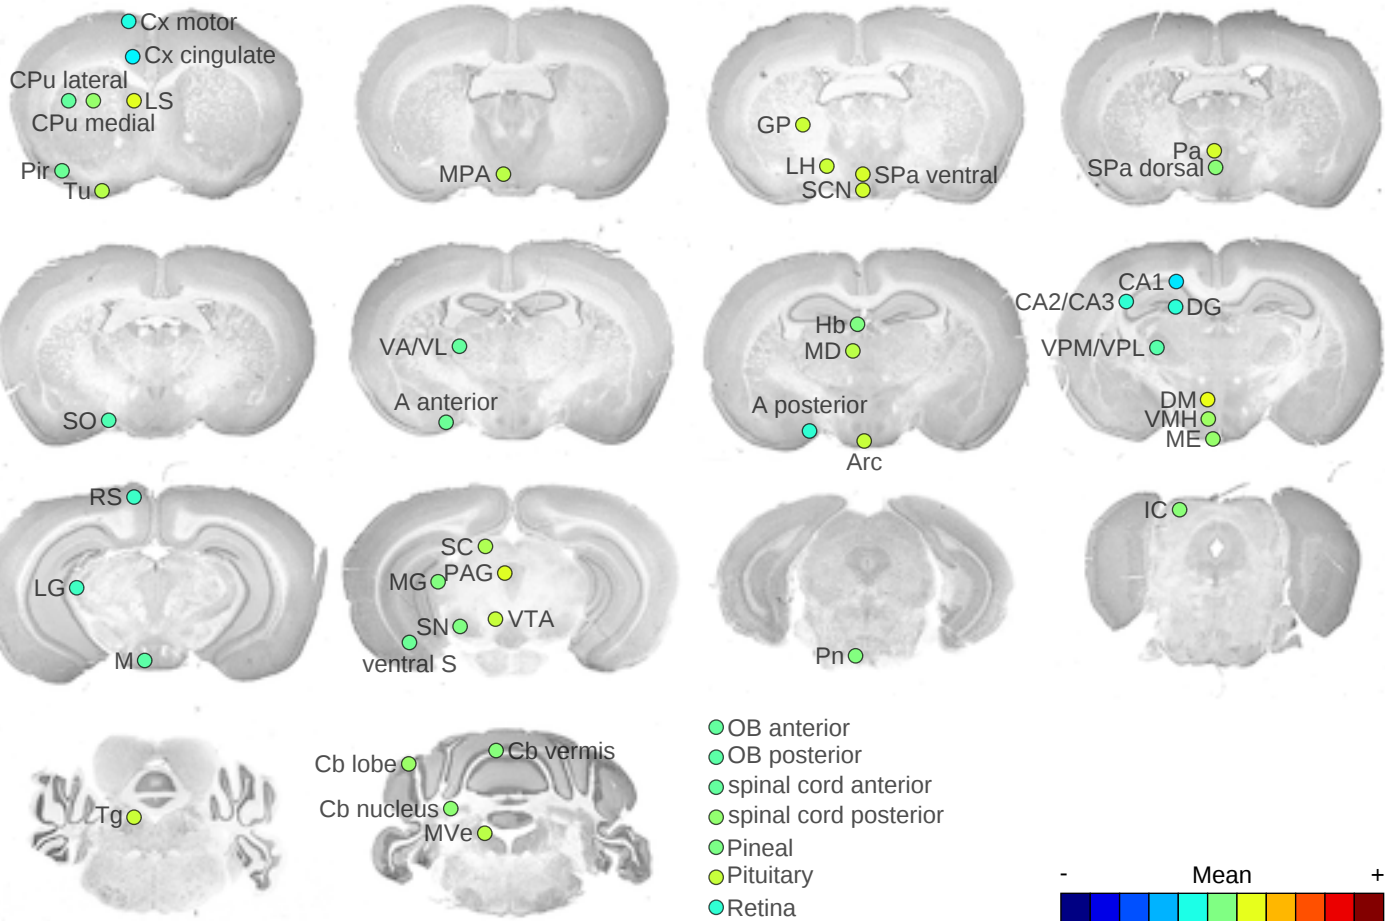 Cx motor
Cx cingulate
CPu lateral
LS
CPu medial
Pir
Tu
MPA
GP
LH
SPa ventral
SCN
Pa
SPa dorsal
SO
VA/VL
A anterior
Hb
MD
A posterior
Arc
CA1
CA2/CA3
DG
VPM/VPL
DM
VMH
ME
RS
LG
M
SC
MG
PAG
SN
VTA
ventral S
Pn
IC
Tg
Cb lobe
Cb vermis
Cb nucleus
MVe
OB anterior
OB posterior
spinal cord anterior
spinal cord posterior
Pineal
Pituitary
Retina
- Mean +